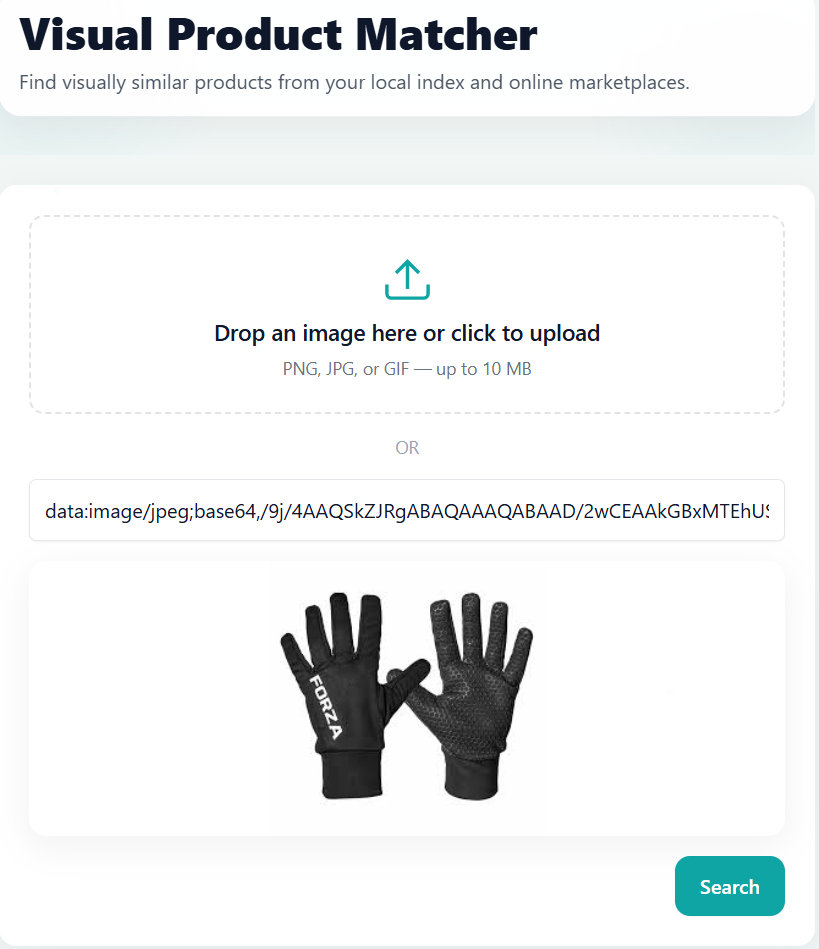 Visual Product Matcher
Find visually similar products from your local index and online marketplaces.
Drop an image here or click to upload
PNG, JPG, or GIF — up to 10 MB
OR
data:image/jpeg;base64,/9j/4AAQSkZJRgABAQAAAQABAAD/2wCEAAkGBxMTEhUS
FORZA
Search